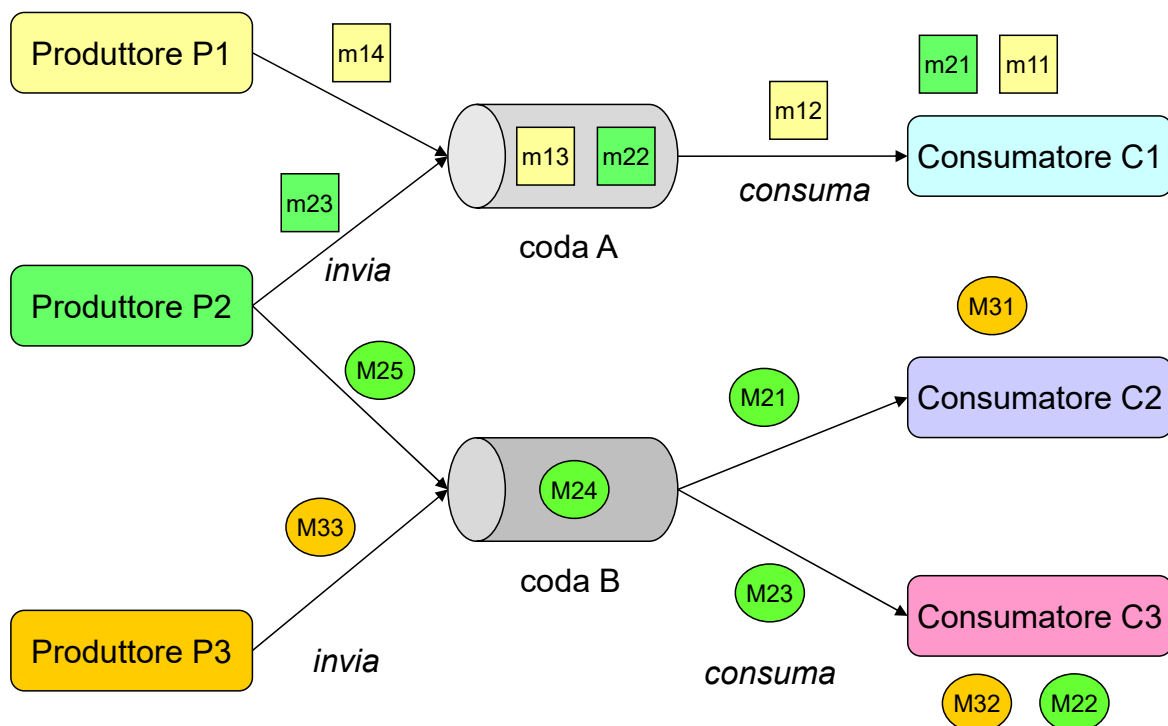 Produttore P1
m14
m21
m11
m12
m13
m22
Consumatore C1
consuma
m23
coda A
invia
Produttore P2
M31
M25
M21
Consumatore C2
M24
M33
coda B
M23
Consumatore C3
Produttore P3
invia
consuma
M32
M22